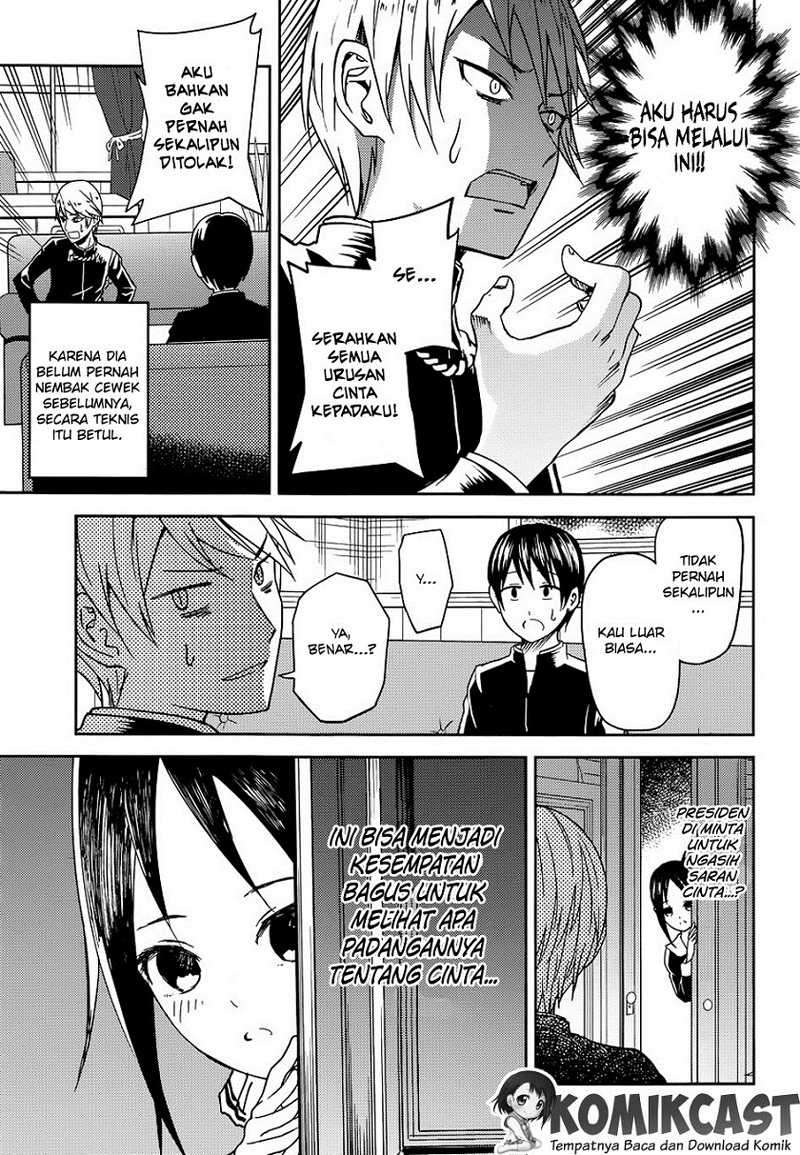 AKU HARUS
BISA MELALUI
INI!!
SE...
SERAHKAN
SEMUA
URUSAN
CINTA
KEPADAKU!
AKU
BAHKAN
GAK
PERNAH
SEKALIPUN
DITOLAK!
KARENA DIA
BELUM PERNAH
NEMBAK CEWEK
SEBELUMNYA,
SECARA TEKNIS
ITU BETUL.
TIDAK
PERNAH
SEKALIPUN
...
KAU LUAR
BIASA...
Y...
YA,
BENAR...?
PRESIDEN
DI MINTA
UNTUK
NGASIH
SARAN
CINTA...?
INI BISA MENJADI
KESEMPATAN
BAGUS UNTUK
MELIHAT APA
PADANGANNYA
TENTANG CINTA...
KOMIKCAST
Tempatnya Baca dan Download Komik